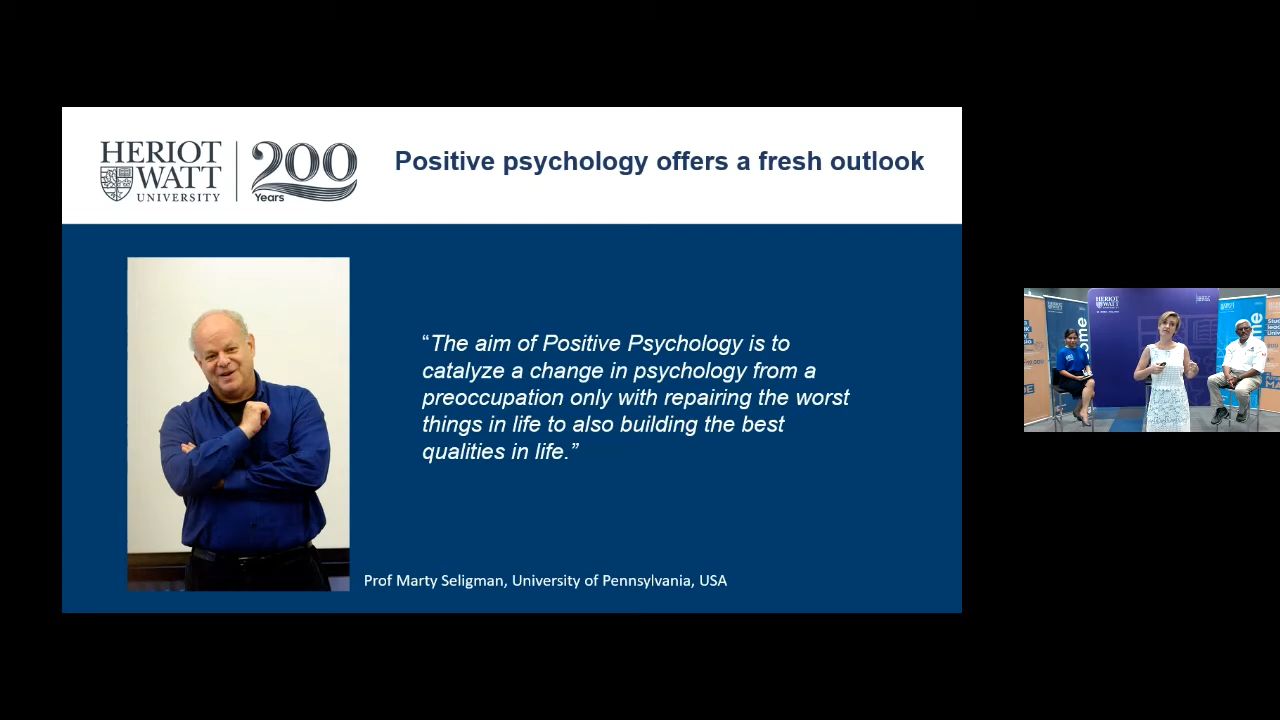 HERIOT
WATT
UNIVERSITY
200
Years
Positive psychology offers a fresh outlook
“The aim of Positive Psychology is to
catalyze a change in psychology from a
preoccupation only with repairing the worst
things in life to also building the best
qualities in life.”
Prof Marty Seligman, University of Pennsylvania, USA
HERIOT
WATT